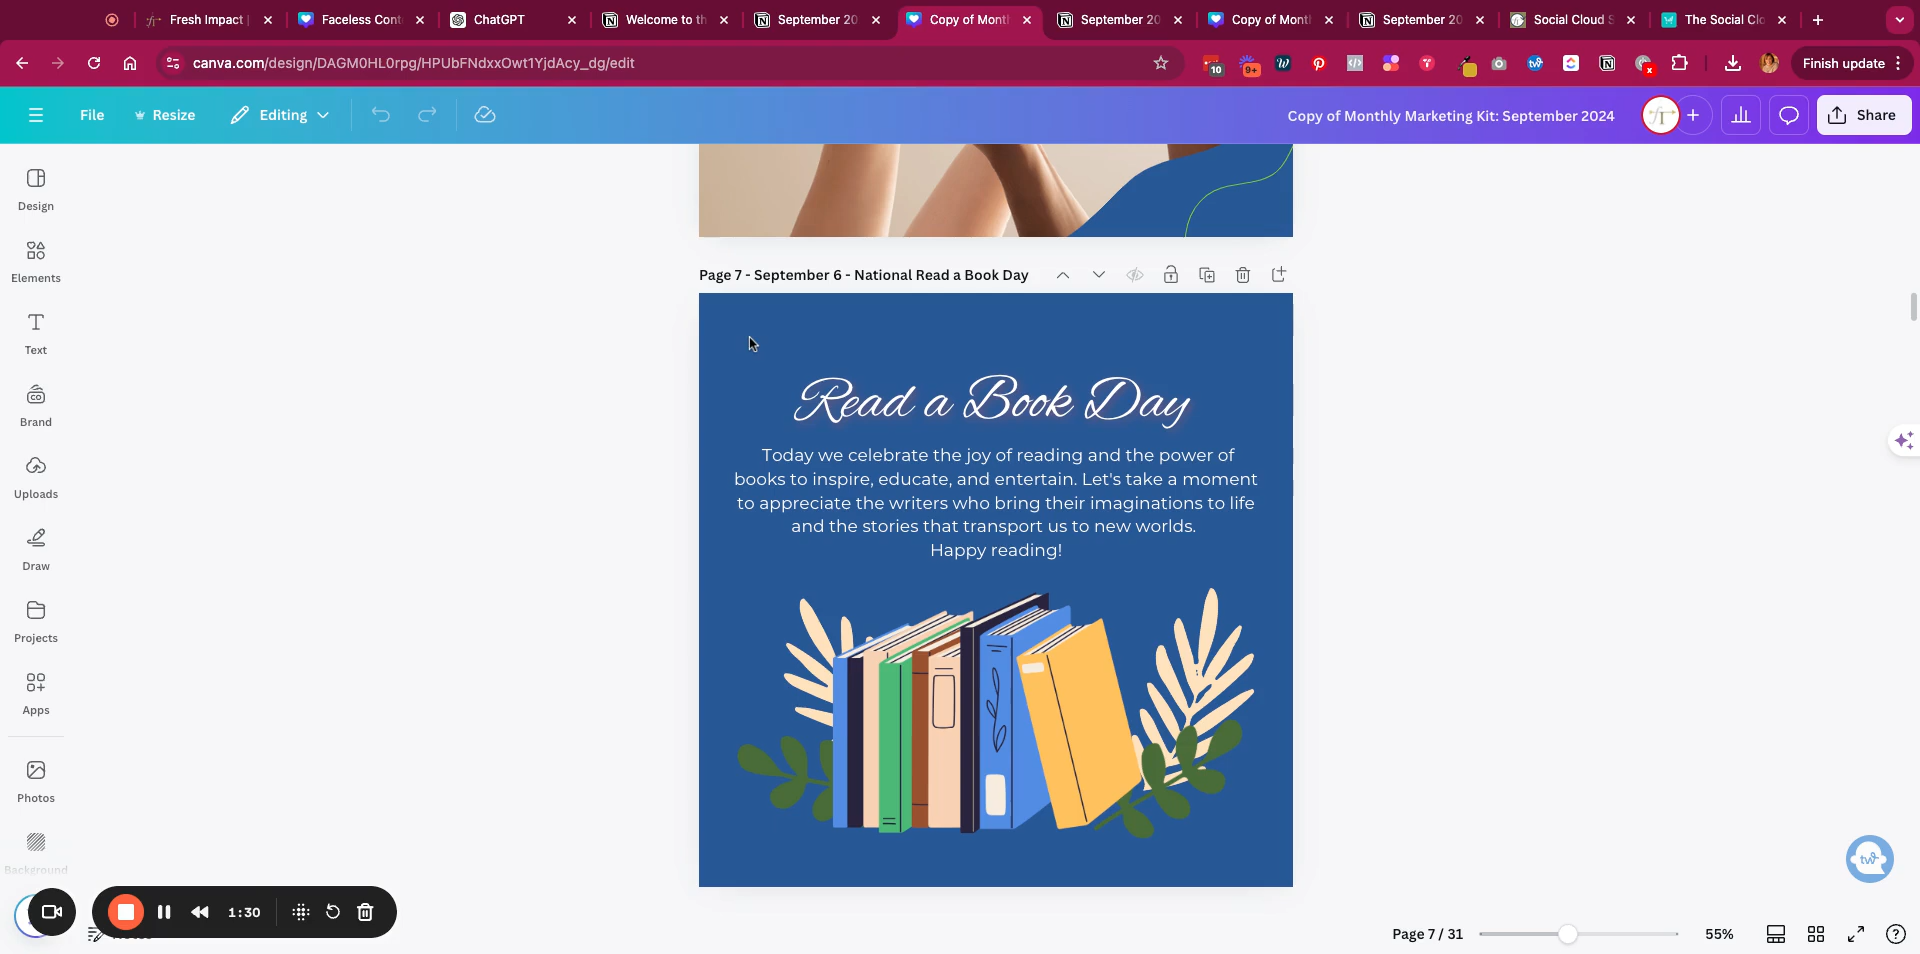 Fresh Impact |
Faceless Cont
ChatGPT
Welcome to th
September 20
Copy of Month
September 20
Copy of Month
September 20
Social Cloud S
The Social Clo
canva.com/design/DAGM0HL0rpg/HPUbFNdxxOwt1YjdAcy_dg/edit
10
9+
Finish update
File
Resize
Editing
Copy of Monthly Marketing Kit: September 2024
Share
Design
Elements
Text
Brand
Uploads
Draw
Projects
Apps
Photos
Background
Page 7 - September 6 - National Read a Book Day
Read a Book Day
Today we celebrate the joy of reading and the power of
books to inspire, educate, and entertain. Let's take a moment
to appreciate the writers who bring their imaginations to life
and the stories that transport us to new worlds.
Happy reading!
1:30
Page 7 / 31
55%